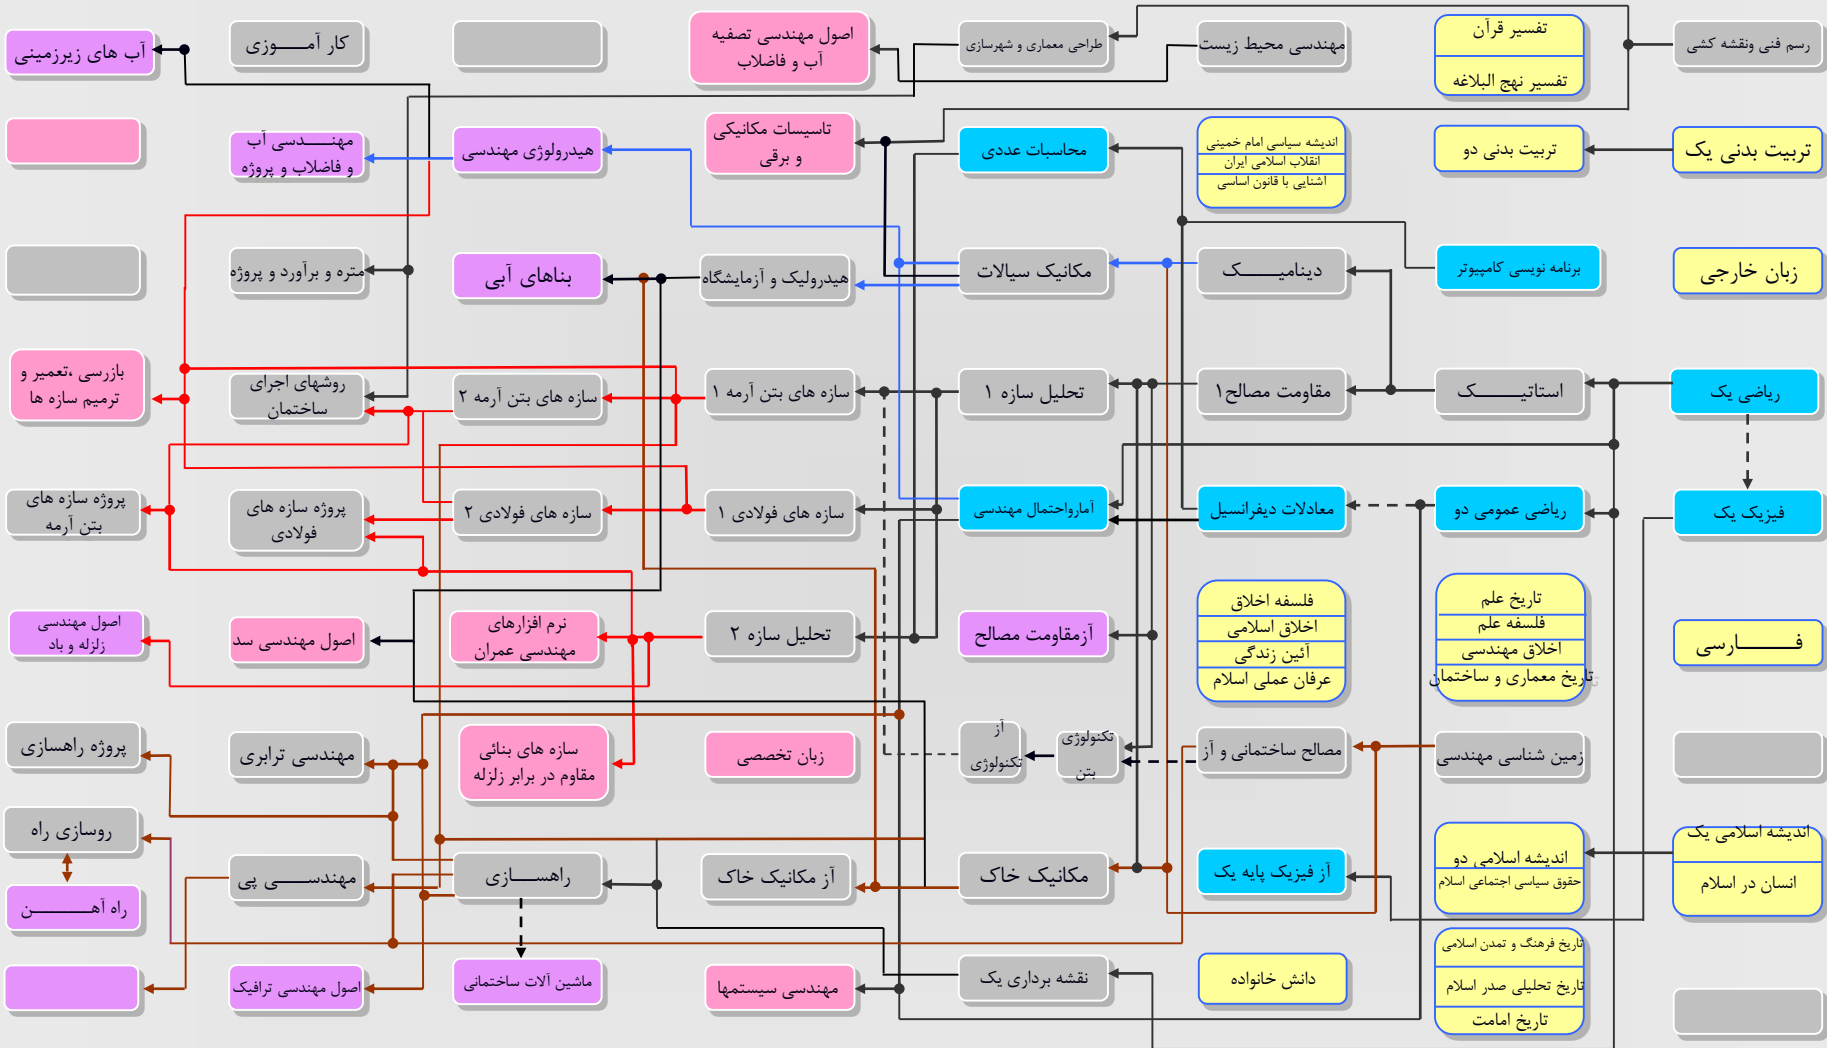 رسم فنی ونقشه کشی
تفسیر قرآن
تفسیر نهج البلاغه
مهندسی محیط زیست
طراحی معماری و شهرسازی
اصول مهندسی تصفیه
آب و فاضلاب
کار آمـــوزی
آب های زیرزمینی
تربیت بدنی یک
تربیت بدنی دو
اندیشه سیاسی امام خمینی
انقلاب اسلامی ایران
اشنایی با قانون اساسی
محاسبات عددی
تاسیسات مکانیکی
و برقی
هیدرولوژی مهندسی
مهنــــدسی آب
و فاضلاب و پروژه
زبان خارجی
برنامه نویسی کامپیوتر
دینامیــــک
مکانیک سیالات
هیدرولیک و آزمایشگاه
بناهای آبی
متره و برآورد و پروژه
ریاضی یک
استاتیـــــک
مقاومت مصالح۱
تحلیل سازه ۱
سازه های بتن آرمه ۱
سازه های بتن آرمه ۲
روشهای اجرای
ساختمان
بازرسی ،تعمیر و
ترمیم سازه ها
فیزیک یک
ریاضی عمومی دو
معادلات دیفرانسیل
آمارواحتمال مهندسی
سازه های فولادی ۱
سازه های فولادی ۲
پروژه سازه های
فولادی
پروژه سازه های
بتن آرمه
فـــــارسی
تاریخ علم
فلسفه علم
اخلاق مهندسی
تاریخ معماری و ساختمان
فلسفه اخلاق
اخلاق اسلامی
آئین زندگی
عرفان عملی اسلام
آزمقاومت مصالح
تحلیل سازه ۲
نرم افزارهای
مهندسی عمران
اصول مهندسی سد
اصول مهندسی
زلزله و باد
زمین شناسی مهندسی
مصالح ساختمانی و آز
تکنولوژی
بتن
آز
تکنولوژی
زبان تخصصی
سازه های بنائی
مقاوم در برابر زلزله
مهندسی ترابری
پروژه راهسازی
اندیشه اسلامی یک
انسان در اسلام
اندیشه اسلامی دو
حقوق سیاسی اجتماعی اسلام
آز فیزیک پایه یک
مکانیک خاک
آز مکانیک خاک
راهســـازی
مهندســـی پی
روسازی راه
راه آهـــــن
تاریخ فرهنگ و تمدن اسلامی
تاریخ تحلیلی صدر اسلام
تاریخ امامت
دانش خانواده
نقشه برداری یک
مهندسی سیستمها
ماشین آلات ساختمانی
اصول مهندسی ترافیک